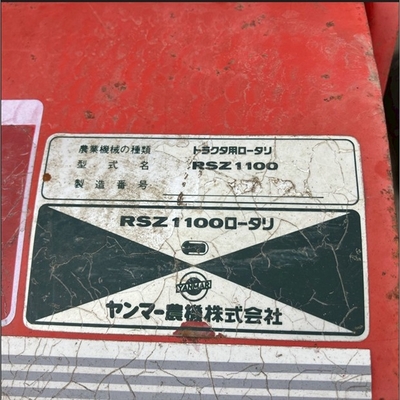 農業機械の種類 トラクタ用ロータリ
型式名 RSZ1100
製造番号
RSZ1100ロータリ
YANMAR
ヤンマー農機株式会社